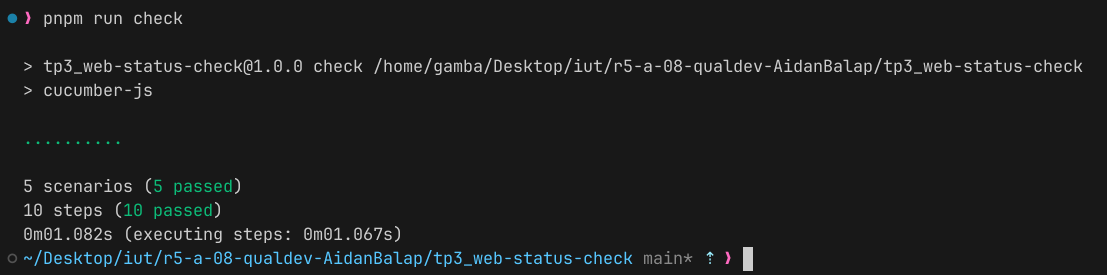 ❯ pnpm run check
> tp3_web-status-check@1.0.0 check /home/gamba/Desktop/iut/r5-a-08-qualdev-AidanBalap/tp3_web-status-check
> cucumber-js
..........
5 scenarios (5 passed)
10 steps (10 passed)
0m01.082s (executing steps: 0m01.067s)
~/Desktop/iut/r5-a-08-qualdev-AidanBalap/tp3_web-status-check main* ⇡ ❯